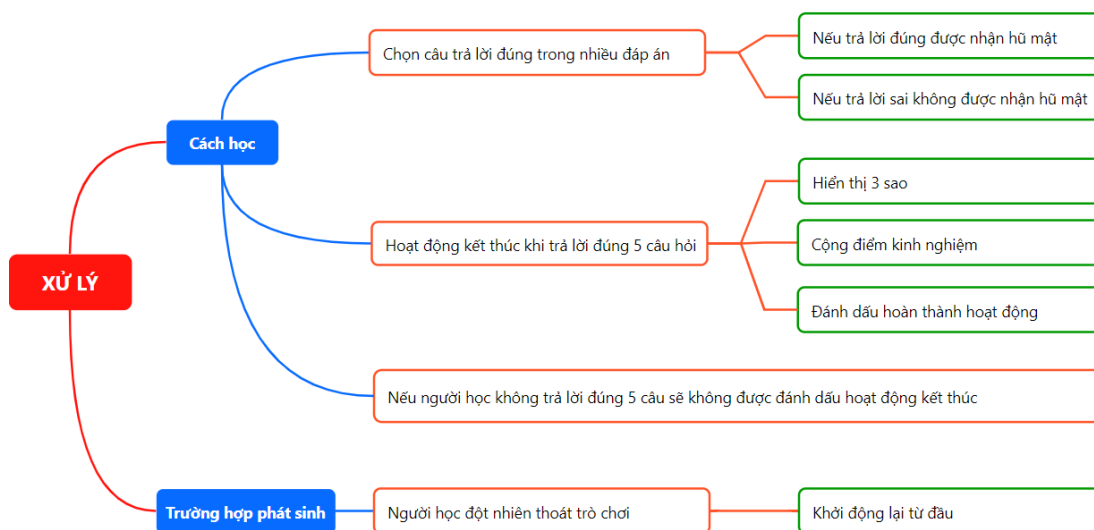 XỬ LÝ
Cách học
Chọn câu trả lời đúng trong nhiều đáp án
Nếu trả lời đúng được nhận hũ mật
Nếu trả lời sai không được nhận hũ mật
Hoạt động kết thúc khi trả lời đúng 5 câu hỏi
Hiển thị 3 sao
Cộng điểm kinh nghiệm
Đánh dấu hoàn thành hoạt động
Nếu người học không trả lời đúng 5 câu sẽ không được đánh dấu hoạt động kết thúc
Trường hợp phát sinh
Người học đột nhiên thoát trò chơi
Khởi động lại từ đầu